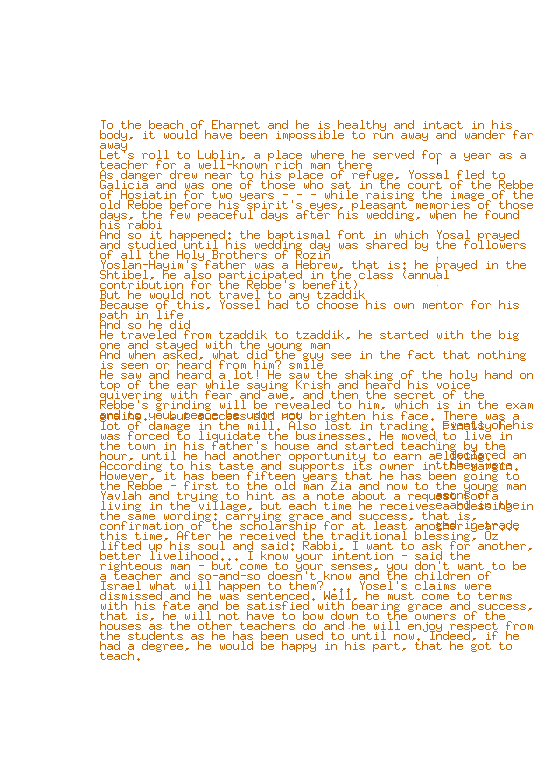 To the beach of Eharnet and he is healthy and intact in his
body, it would have been impossible to run away and wander far
away
Let's roll to Lublin, a place where he served for a year as a
teacher for a well-known rich man there
As danger drew near to his place of refuge, Yossal fled to
Galicia and was one of those who sat in the court of the Rebbe
of Hosiatin for two years - - - while raising the image of the
old Rebbe before his spirit's eyes, pleasant memories of those
days, the few peaceful days after his wedding, when he found
his rabbi
And so it happened: the baptismal font in which Yosal prayed
and studied until his wedding day was shared by the followers
of all the Holy Brothers of Rozin
Yoslan-Hayim's father was a Hebrew, that is: he prayed in the
Shtibel, he also participated in the class (annual
contribution for the Rebbe's benefit)
But he would not travel to any tzaddik
Because of this, Yossel had to choose his own mentor for his
path in life
And so he did
He traveled from tzaddik to tzaddik, he started with the big
one and stayed with the young man
And when asked, what did the guy see in the fact that nothing
is seen or heard from him? smile
He saw and heard a lot! He saw the shaking of the holy hand on
top of the ear while saying Krish and heard his voice
quivering with fear and awe, and then the secret of the
Rebbe's grinding will be revealed to him, which is in the exam
but success did not brighten his face. There was a
lot of damage in the mill. Also lost in trading. Finally he
was forced to liquidate the businesses. He moved to live in
the town in his father's house and started teaching by the
hour, until he had another opportunity to earn a living.
According to his taste and supports its owner in the
However, it has been fifteen years that he has been going to
the Rebbe - first to the old man Zia and now to the young man
Yavlah and trying to hint as a note about a request for a
living in the village, but each time he receives a blessing in
the same wording: carrying grace and success, that is,
confirmation of the scholarship for at least another year...
this time, After he received the traditional blessing, Oz
lifted up his soul and said: Rabbi, I want to ask for another,
better livelihood... I know your intention - said the
righteous man - but come to your senses, you don't want to be
a teacher and so-and-so doesn't know and the children of
Israel what will happen to them? ... Yosel's claims were
dismissed and he was sentenced. Well, he must come to terms
with his fate and be satisfied with bearing grace and success,
that is, he will not have to bow down to the owners of the
houses as the other teachers do and he will enjoy respect from
the students as he has been used to until now. Indeed, if he
had a degree, he would be happy in his part, that he got to
teach.